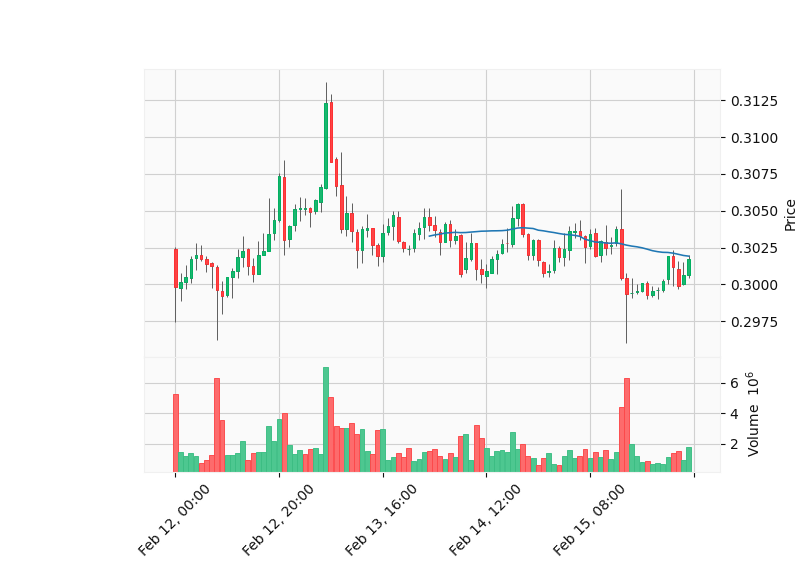 0.3125
0.3100
0.3075
0.3050
0.3025
0.3000
0.2975
Price
6
4
2
Volume 10⁶
Feb 12, 00:00
Feb 12, 20:00
Feb 13, 16:00
Feb 14, 12:00
Feb 15, 08:00